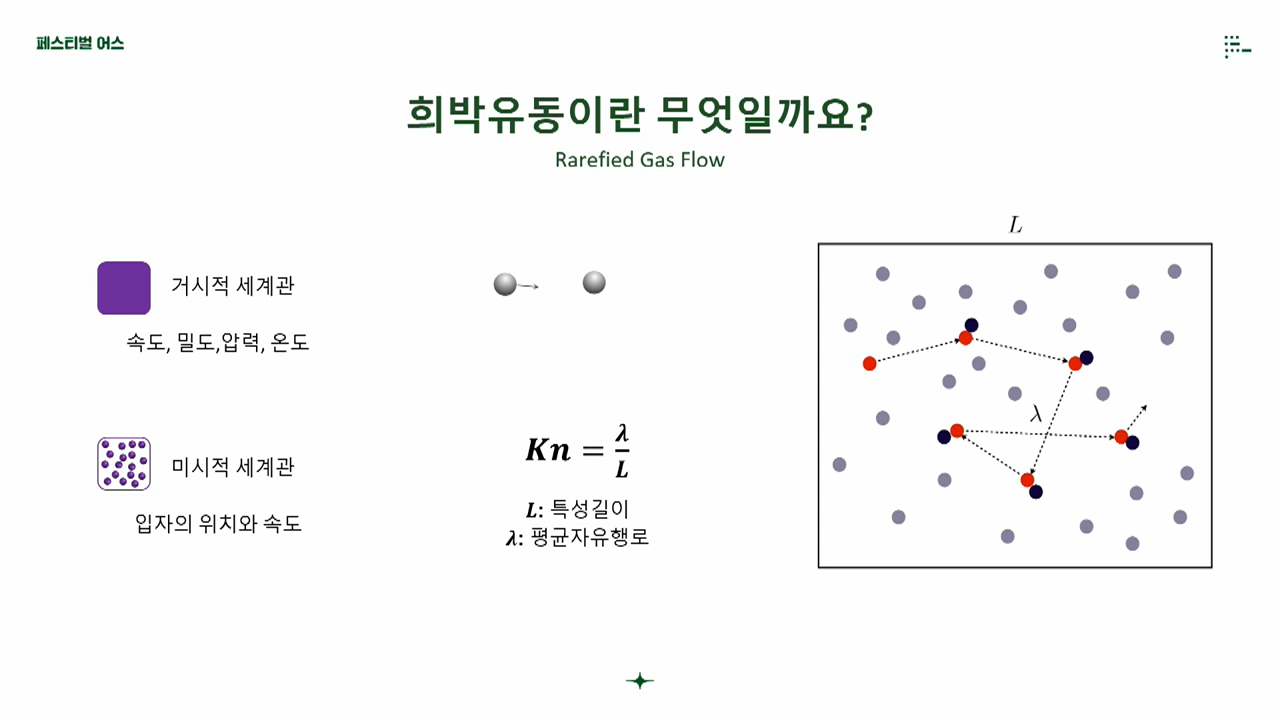 페스티벌 어스
희박유동이란 무엇일까요?
Rarefied Gas Flow
거시적 세계관
속도, 밀도,압력, 온도
미시적 세계관
입자의 위치와 속도
Kn = λ/L
L: 특성길이
λ: 평균자유행로
L
λ